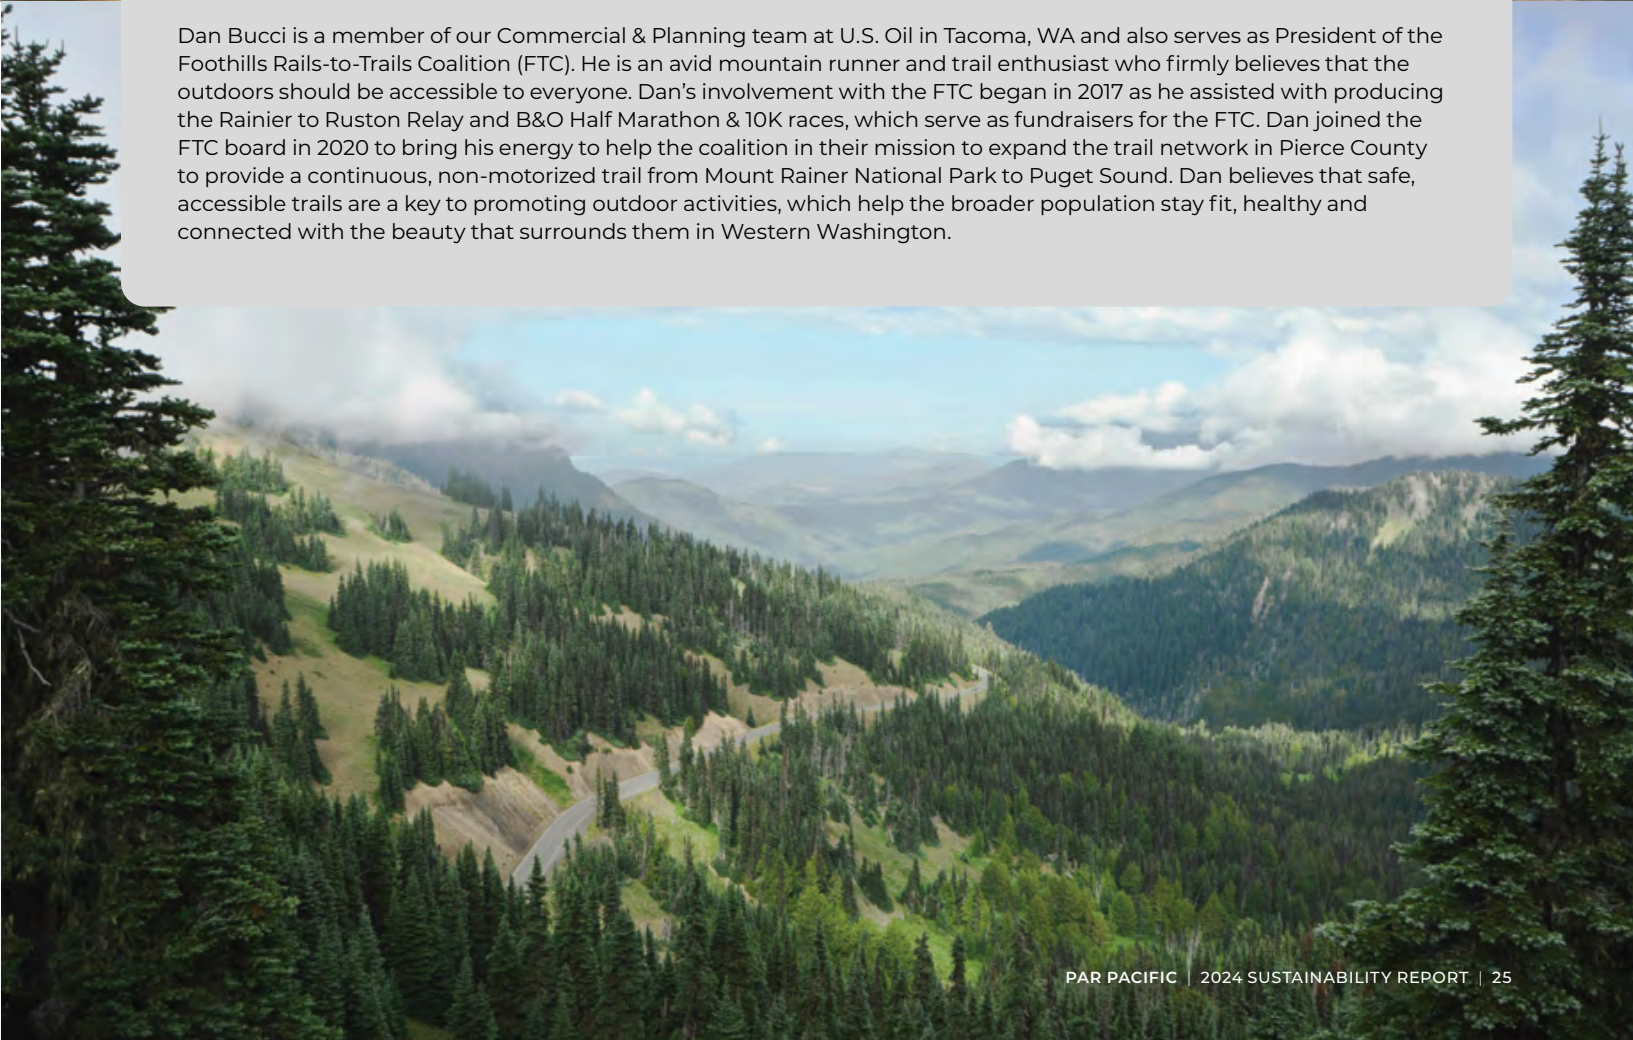 Dan Bucci is a member of our Commercial & Planning team at U.S. Oil in Tacoma, WA and also serves as President of the
Foothills Rails-to-Trails Coalition (FTC). He is an avid mountain runner and trail enthusiast who firmly believes that the
outdoors should be accessible to everyone. Dan’s involvement with the FTC began in 2017 as he assisted with producing
the Rainier to Ruston Relay and B&O Half Marathon & 10K races, which serve as fundraisers for the FTC. Dan joined the
FTC board in 2020 to bring his energy to help the coalition in their mission to expand the trail network in Pierce County
to provide a continuous, non-motorized trail from Mount Rainer National Park to Puget Sound. Dan believes that safe,
accessible trails are a key to promoting outdoor activities, which help the broader population stay fit, healthy and
connected with the beauty that surrounds them in Western Washington.
PAR PACIFIC | 2024 SUSTAINABILITY REPORT | 25